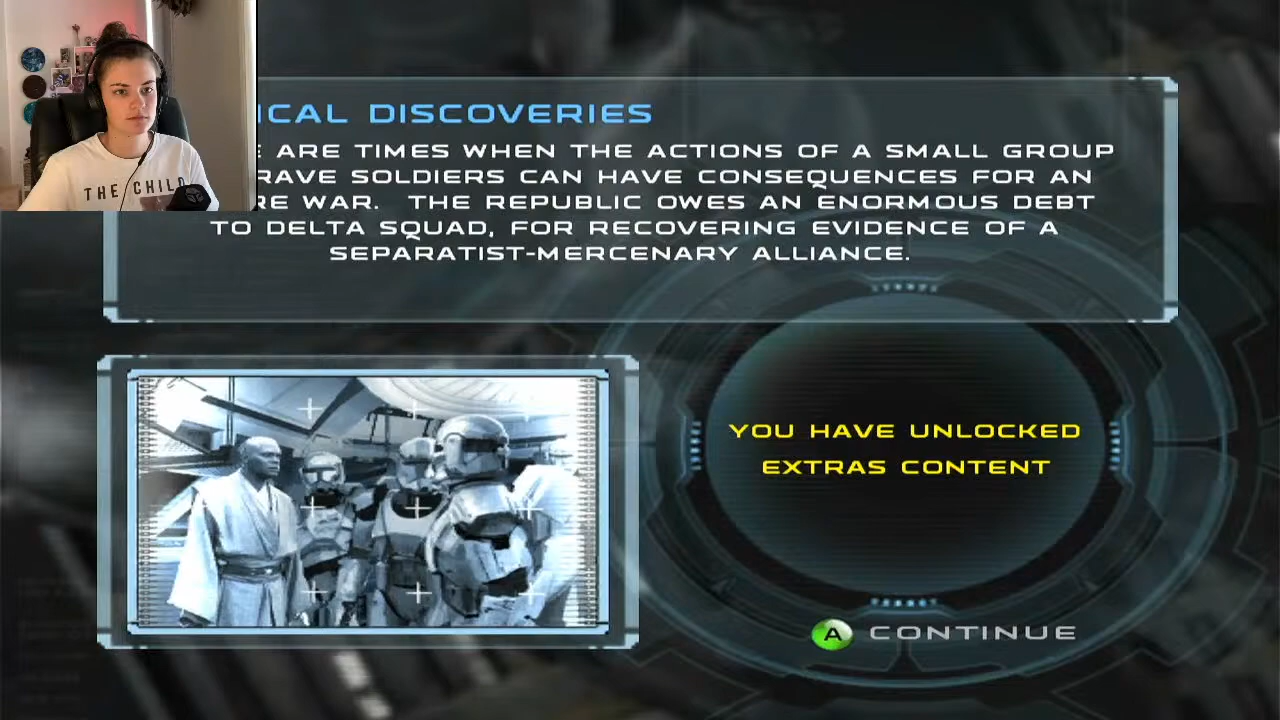 ICAL DISCOVERIES
E ARE TIMES WHEN THE ACTIONS OF A SMALL GROUP
RAVE SOLDIERS CAN HAVE CONSEQUENCES FOR AN
RE WAR. THE REPUBLIC OWES AN ENORMOUS DEBT
TO DELTA SQUAD, FOR RECOVERING EVIDENCE OF A
SEPARATIST-MERCENARY ALLIANCE.
THE CHILD
YOU HAVE UNLOCKED
EXTRAS CONTENT
A CONTINUE